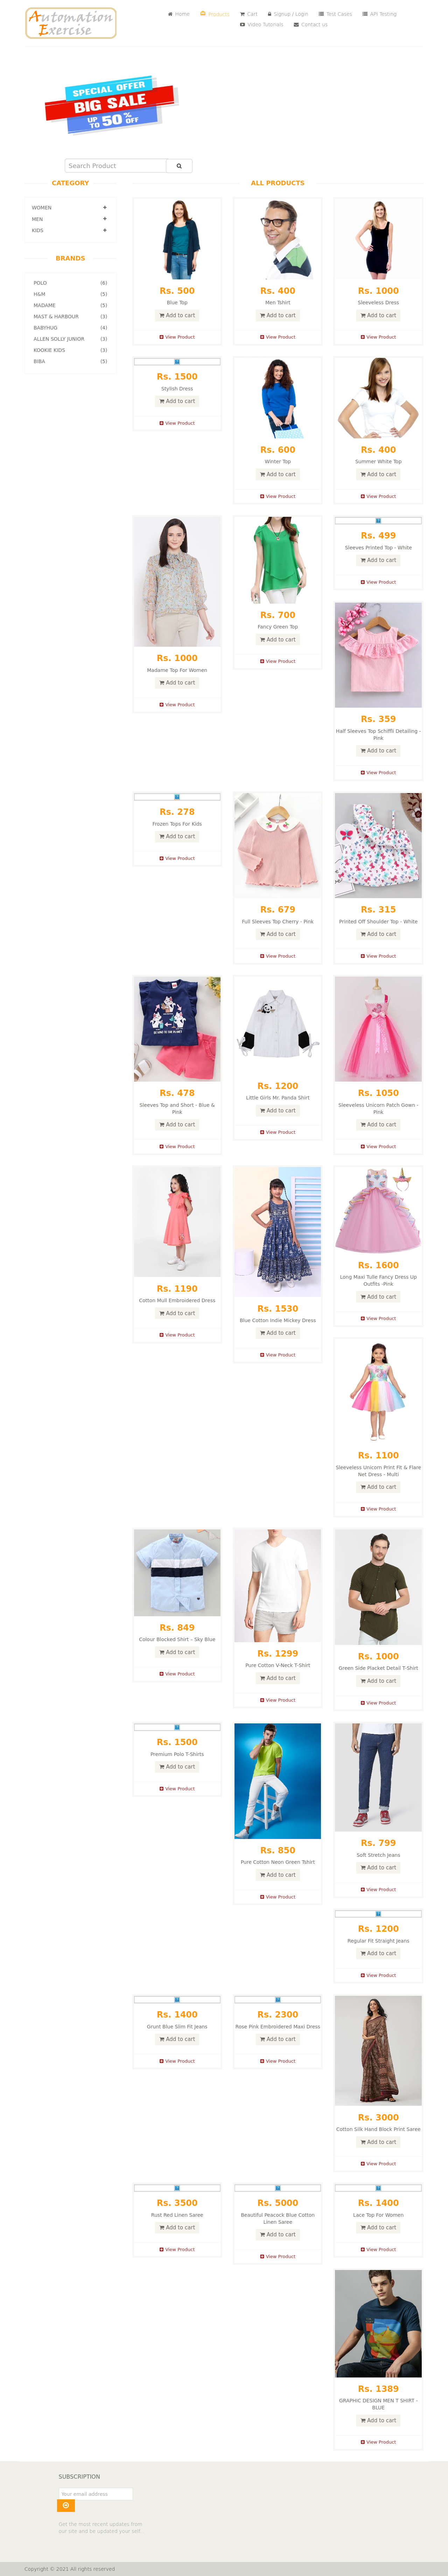 Automation
Exercise
Home
Products
Cart
Signup / Login
Test Cases
API Testing
Video Tutorials
Contact us
SPECIAL OFFER
BIG SALE
UP TO 50% OFF
Search Product
CATEGORY
WOMEN
MEN
KIDS
BRANDS
POLO (6)
H&M (5)
MADAME (5)
MAST & HARBOUR (3)
BABYHUG (4)
ALLEN SOLLY JUNIOR (3)
KOOKIE KIDS (3)
BIBA (5)
ALL PRODUCTS
Rs. 500
Blue Top
Add to cart
View Product
Rs. 400
Men Tshirt
Add to cart
View Product
Rs. 1000
Sleeveless Dress
Add to cart
View Product
Rs. 1500
Stylish Dress
Add to cart
View Product
Rs. 600
Winter Top
Add to cart
View Product
Rs. 400
Summer White Top
Add to cart
View Product
Rs. 1000
Madame Top For Women
Add to cart
View Product
Rs. 700
Fancy Green Top
Add to cart
View Product
Rs. 499
Sleeves Printed Top - White
Add to cart
View Product
Rs. 359
Half Sleeves Top Schiffli Detailing -
Pink
Add to cart
View Product
Rs. 278
Frozen Tops For Kids
Add to cart
View Product
Rs. 679
Full Sleeves Top Cherry - Pink
Add to cart
View Product
Rs. 315
Printed Off Shoulder Top - White
Add to cart
View Product
Rs. 478
Sleeves Top and Short - Blue &
Pink
Add to cart
View Product
Rs. 1200
Little Girls Mr. Panda Shirt
Add to cart
View Product
Rs. 1050
Sleeveless Unicorn Patch Gown -
Pink
Add to cart
View Product
Rs. 1190
Cotton Mull Embroidered Dress
Add to cart
View Product
Rs. 1530
Blue Cotton Indie Mickey Dress
Add to cart
View Product
Rs. 1600
Long Maxi Tulle Fancy Dress Up
Outfits -Pink
Add to cart
View Product
Rs. 1100
Sleeveless Unicorn Print Fit & Flare
Net Dress - Multi
Add to cart
View Product
Rs. 849
Colour Blocked Shirt – Sky Blue
Add to cart
View Product
Rs. 1299
Pure Cotton V-Neck T-Shirt
Add to cart
View Product
Rs. 1000
Green Side Placket Detail T-Shirt
Add to cart
View Product
Rs. 1500
Premium Polo T-Shirts
Add to cart
View Product
Rs. 850
Pure Cotton Neon Green Tshirt
Add to cart
View Product
Rs. 799
Soft Stretch Jeans
Add to cart
View Product
Rs. 1200
Regular Fit Straight Jeans
Add to cart
View Product
Rs. 1400
Grunt Blue Slim Fit Jeans
Add to cart
View Product
Rs. 2300
Rose Pink Embroidered Maxi Dress
Add to cart
View Product
Rs. 3000
Cotton Silk Hand Block Print Saree
Add to cart
View Product
Rs. 3500
Rust Red Linen Saree
Add to cart
View Product
Rs. 5000
Beautiful Peacock Blue Cotton
Linen Saree
Add to cart
View Product
Rs. 1400
Lace Top For Women
Add to cart
View Product
Rs. 1389
GRAPHIC DESIGN MEN T SHIRT -
BLUE
Add to cart
View Product
SUBSCRIPTION
Your email address
Get the most recent updates from
our site and be updated your self...
Copyright © 2021 All rights reserved